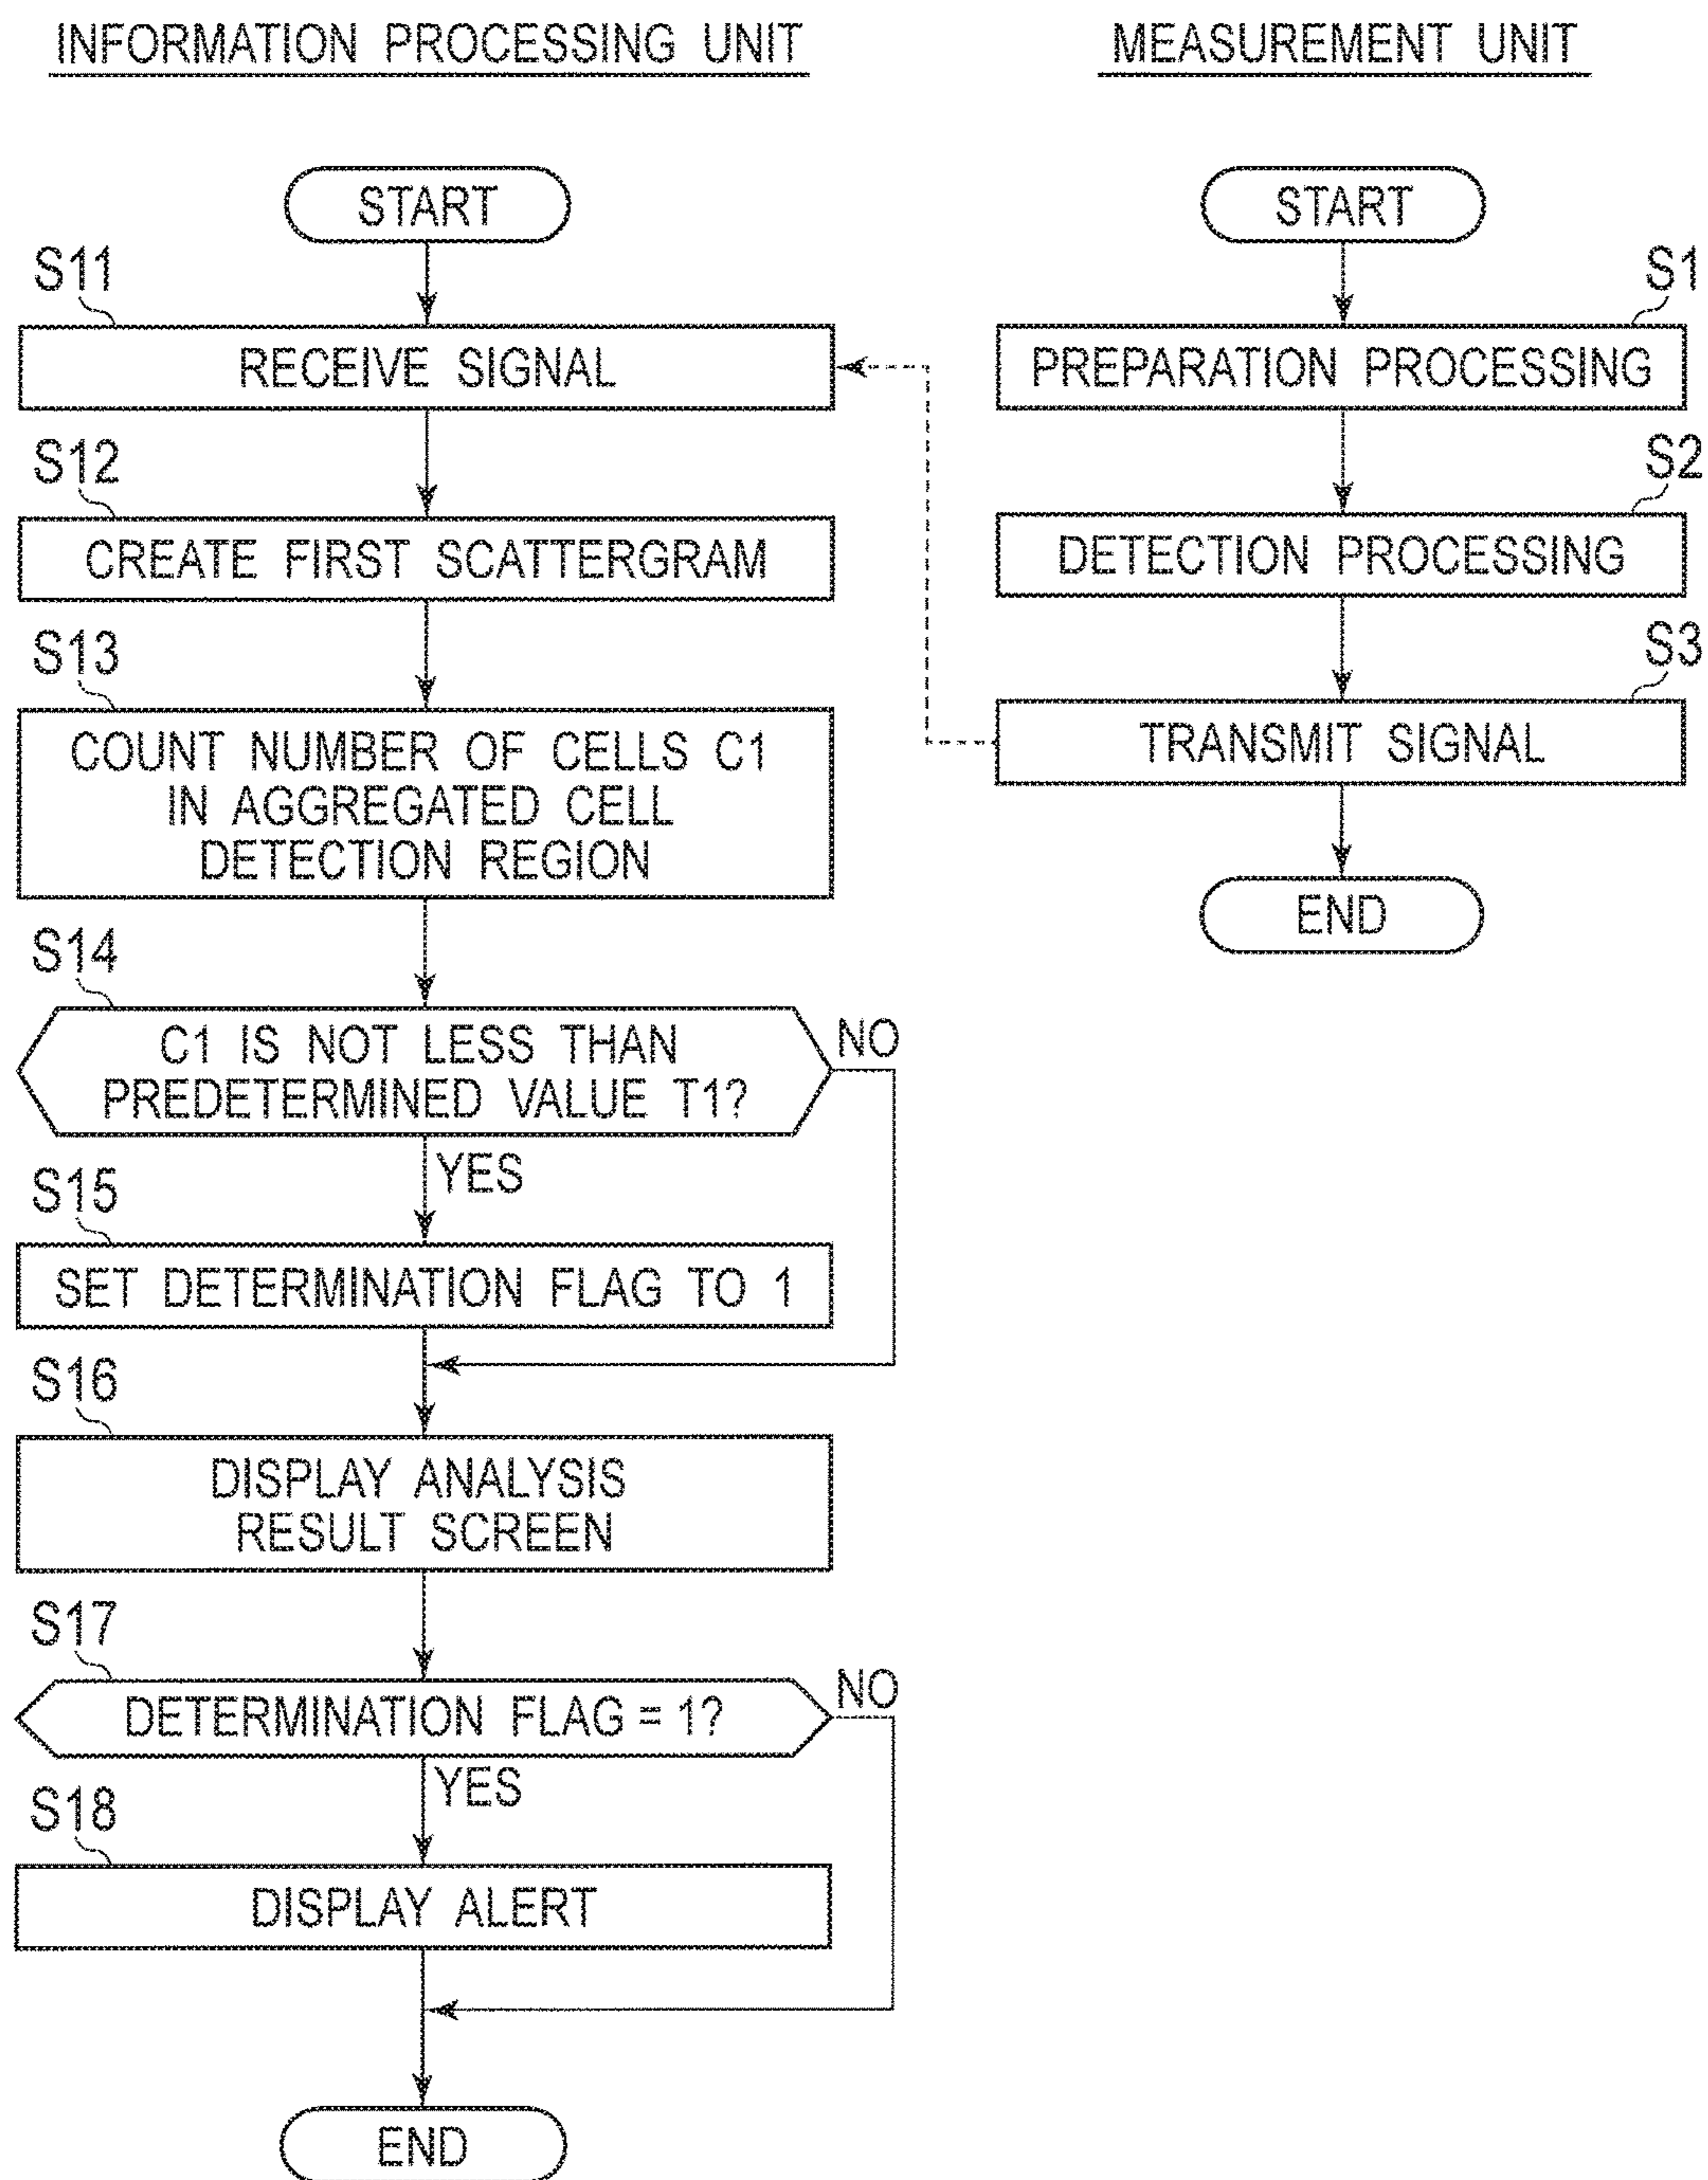 INFORMATION PROCESSING UNIT
START
S11
RECEIVE SIGNAL
S12
CREATE FIRST SCATTERGRAM
S13
COUNT NUMBER OF CELLS C1
IN AGGREGATED CELL
DETECTION REGION
S14
C1 IS NOT LESS THAN
PREDETERMINED VALUE T1?
NO
YES
S15
SET DETERMINATION FLAG TO 1
S16
DISPLAY ANALYSIS
RESULT SCREEN
S17
DETERMINATION FLAG = 1?
NO
YES
S18
DISPLAY ALERT
END
MEASUREMENT UNIT
START
S1
PREPARATION PROCESSING
S2
DETECTION PROCESSING
S3
TRANSMIT SIGNAL
END